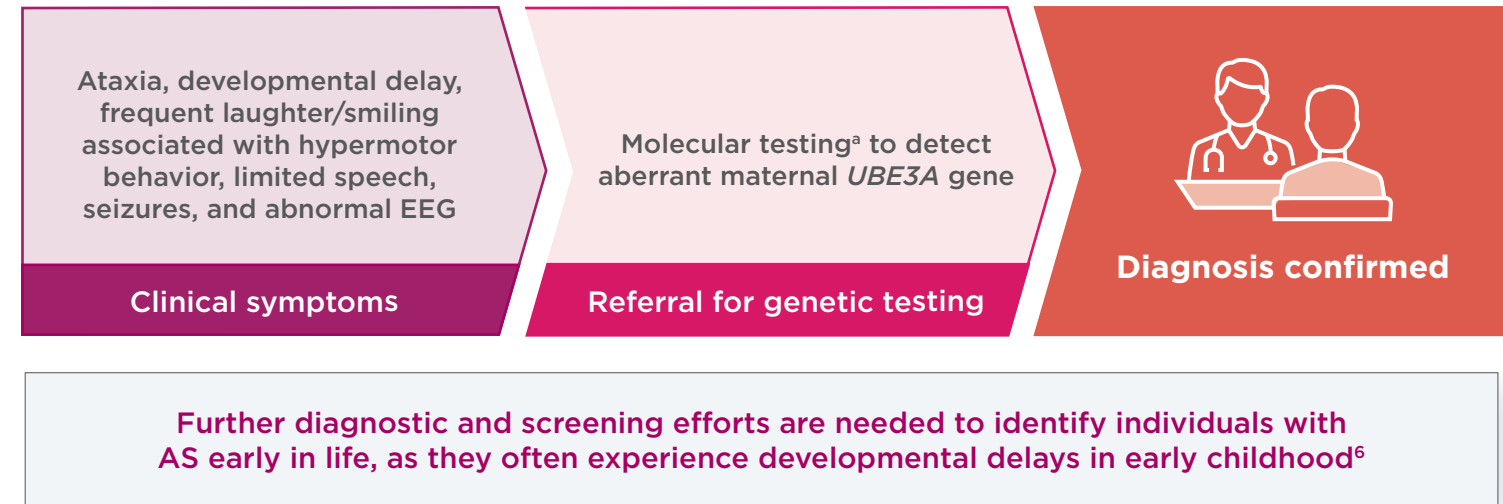 Ataxia, developmental delay,
frequent laughter/smiling
associated with hypermotor
behavior, limited speech,
seizures, and abnormal EEG
Clinical symptoms
Molecular testingᵃ to detect
aberrant maternal UBE3A gene
Referral for genetic testing
Diagnosis confirmed
Further diagnostic and screening efforts are needed to identify individuals with
AS early in life, as they often experience developmental delays in early childhood⁶